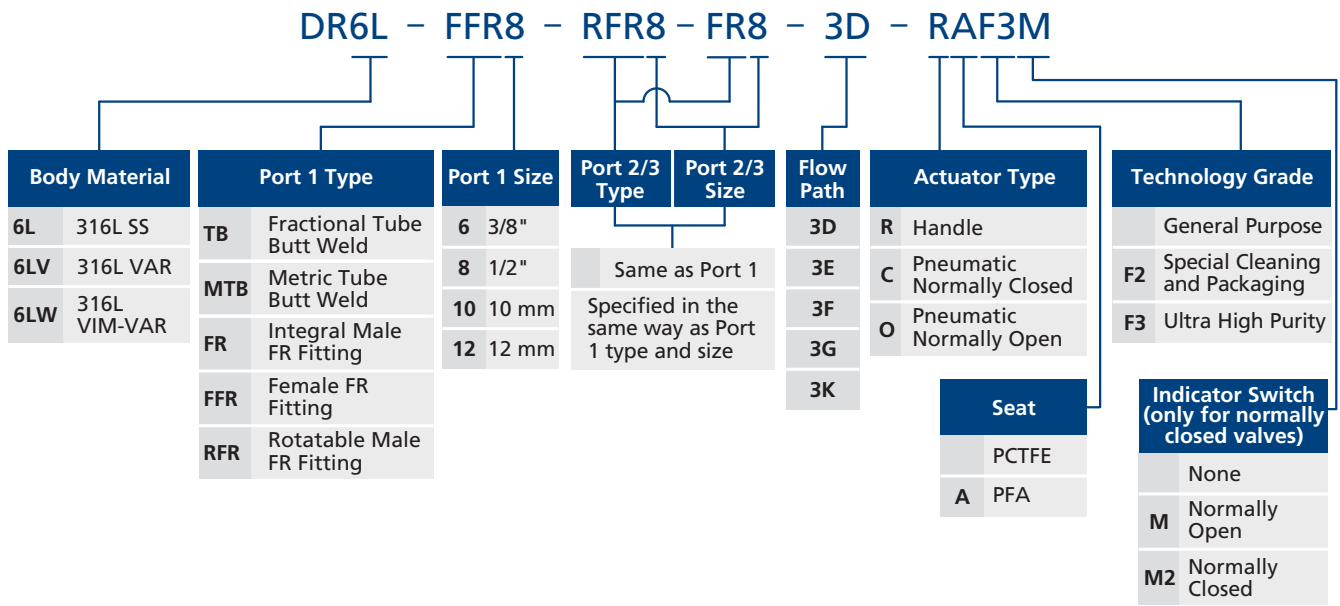 DR6L – FFR8 – RFR8 – FR8 – 3D – RAF3M
Body Material
6L 316L SS
6LV 316L VAR
6LW 316L
VIM-VAR
Port 1 Type
TB Fractional Tube
Butt Weld
MTB Metric Tube
Butt Weld
FR Integral Male
FR Fitting
FFR Female FR
Fitting
RFR Rotatable Male
FR Fitting
Port 1 Size
6 3/8"
8 1/2"
10 10 mm
12 12 mm
Port 2/3
Type
Port 2/3
Size
Same as Port 1
Specified in the
same way as Port
1 type and size
Flow
Path
3D
3E
3F
3G
3K
Actuator Type
R Handle
C Pneumatic
Normally Closed
O Pneumatic
Normally Open
Seat
PCTFE
A PFA
Technology Grade
General Purpose
F2 Special Cleaning
and Packaging
F3 Ultra High Purity
Indicator Switch
(only for normally
closed valves)
None
M Normally
Open
M2 Normally
Closed